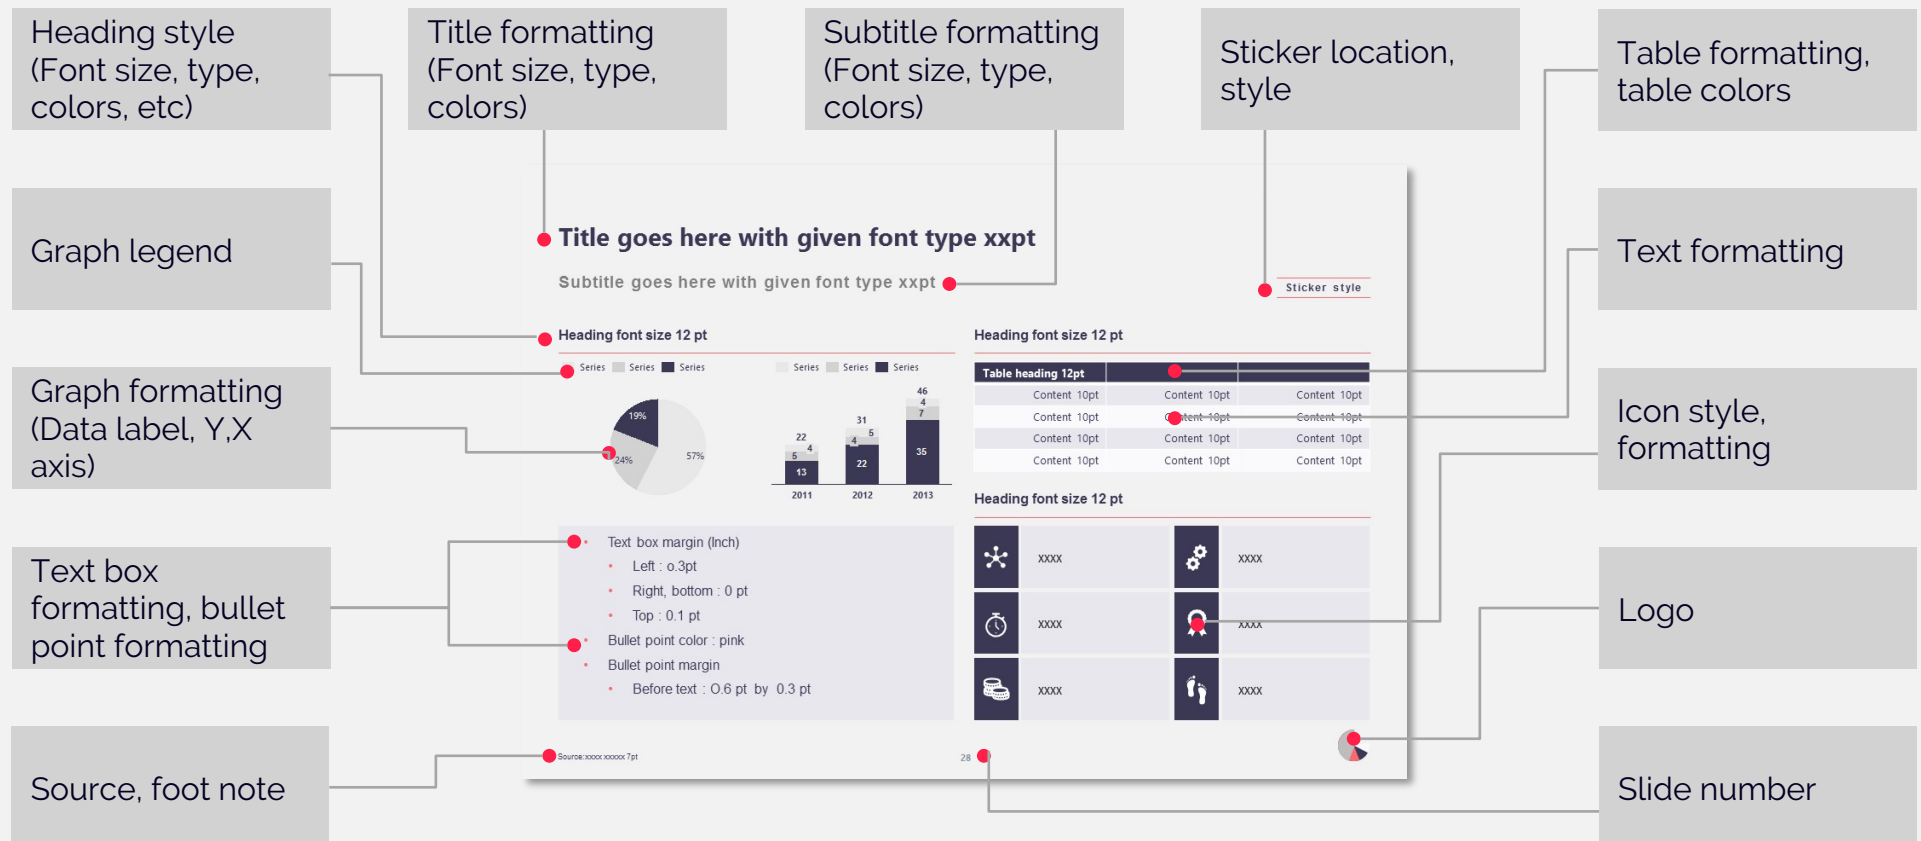 Heading style
(Font size, type,
colors, etc)
Title formatting
(Font size, type,
colors)
Subtitle formatting
(Font size, type,
colors)
Sticker location,
style
Table formatting,
table colors
Graph legend
Graph formatting
(Data label, Y,X
axis)
Text box
formatting, bullet
point formatting
Source, foot note
Title goes here with given font type xxpt
Subtitle goes here with given font type xxpt
Sticker style
Heading font size 12 pt
Series Series Series
19%
24%
57%
Series Series Series
22
4
5
13
2011
31
5
4
22
2012
46
4
7
35
2013
• Text box margin (Inch)
• Left : o.3pt
• Right, bottom : 0 pt
• Top : 0.1 pt
• Bullet point color : pink
• Bullet point margin
• Before text : O.6 pt by 0.3 pt
Heading font size 12 pt
Table heading 12pt
Content 10pt Content 10pt Content 10pt
Content 10pt Content 10pt Content 10pt
Content 10pt Content 10pt Content 10pt
Content 10pt Content 10pt Content 10pt
Heading font size 12 pt
XXXX XXXX
XXXX XXXX
XXXX XXXX
Source:xxxx xxxxx 7pt
28
Text formatting
Icon style,
formatting
Logo
Slide number